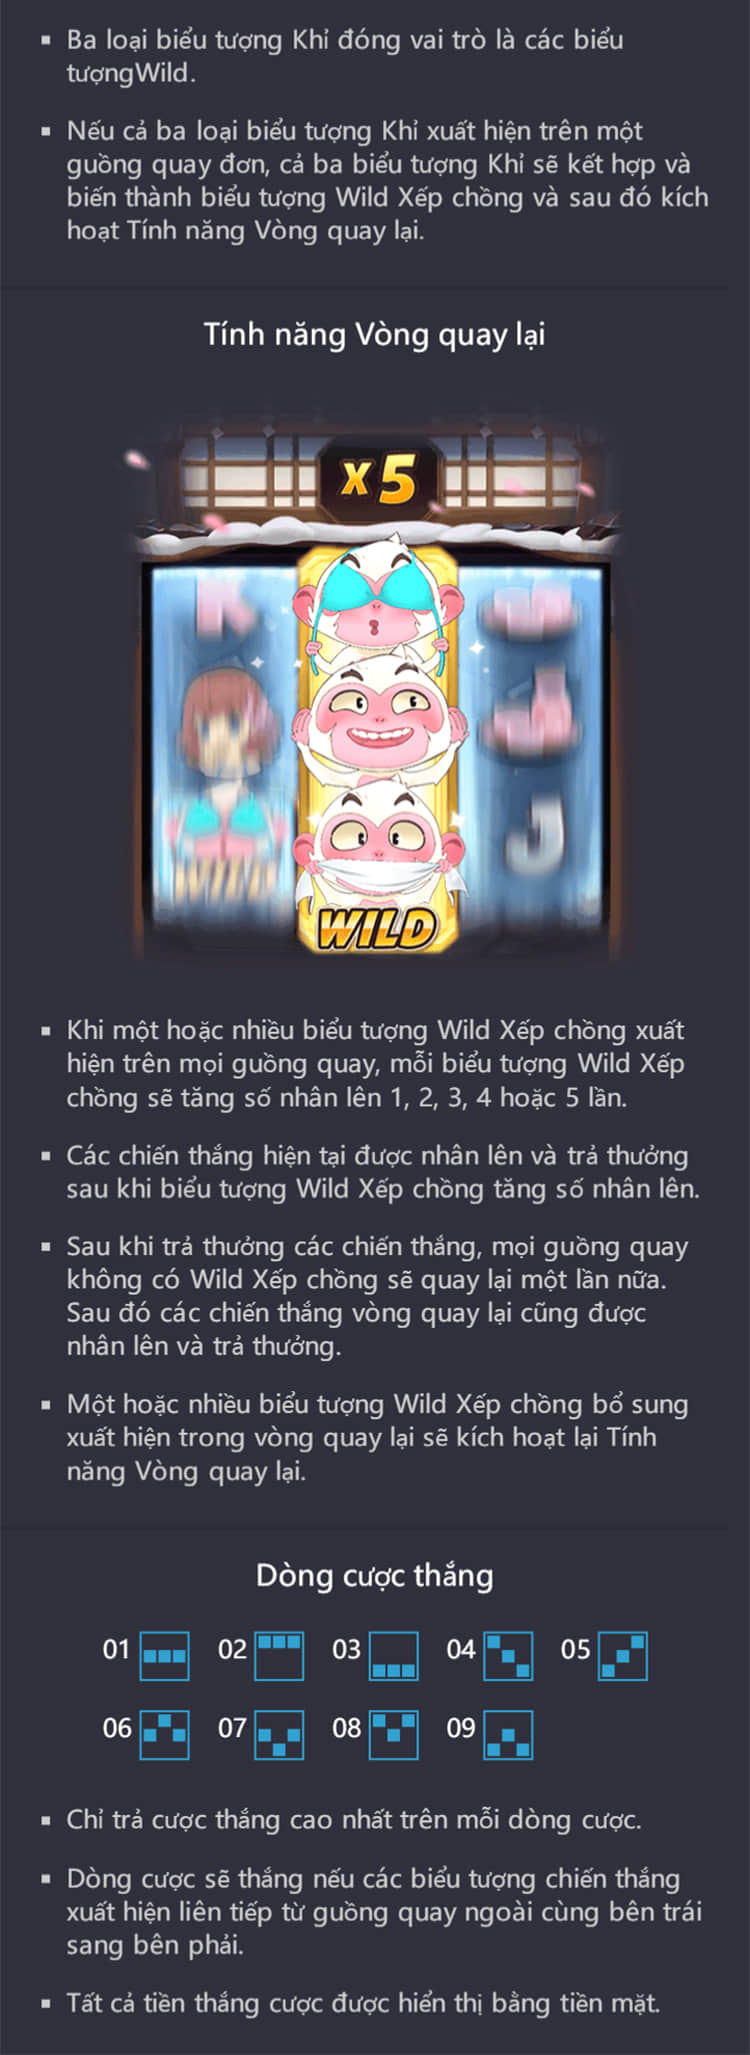 ▪ Ba loại biểu tượng Khỉ đóng vai trò là các biểu
tượngWild.
▪ Nếu cả ba loại biểu tượng Khỉ xuất hiện trên một
guồng quay đơn, cả ba biểu tượng Khỉ sẽ kết hợp và
biến thành biểu tượng Wild Xếp chồng và sau đó kích
hoạt Tính năng Vòng quay lại.
Tính năng Vòng quay lại
x5
K
J
WILD
WILD
▪ Khi một hoặc nhiều biểu tượng Wild Xếp chồng xuất
hiện trên mọi guồng quay, mỗi biểu tượng Wild Xếp
chồng sẽ tăng số nhân lên 1, 2, 3, 4 hoặc 5 lần.
▪ Các chiến thắng hiện tại được nhân lên và trả thưởng
sau khi biểu tượng Wild Xếp chồng tăng số nhân lên.
▪ Sau khi trả thưởng các chiến thắng, mọi guồng quay
không có Wild Xếp chồng sẽ quay lại một lần nữa.
Sau đó các chiến thắng vòng quay lại cũng được
nhân lên và trả thưởng.
▪ Một hoặc nhiều biểu tượng Wild Xếp chồng bổ sung
xuất hiện trong vòng quay lại sẽ kích hoạt lại Tính
năng Vòng quay lại.
Dòng cược thắng
01 02 03 04 05
06 07 08 09
▪ Chỉ trả cược thắng cao nhất trên mỗi dòng cược.
▪ Dòng cược sẽ thắng nếu các biểu tượng chiến thắng
xuất hiện liên tiếp từ guồng quay ngoài cùng bên trái
sang bên phải.
▪ Tất cả tiền thắng cược được hiển thị bằng tiền mặt.